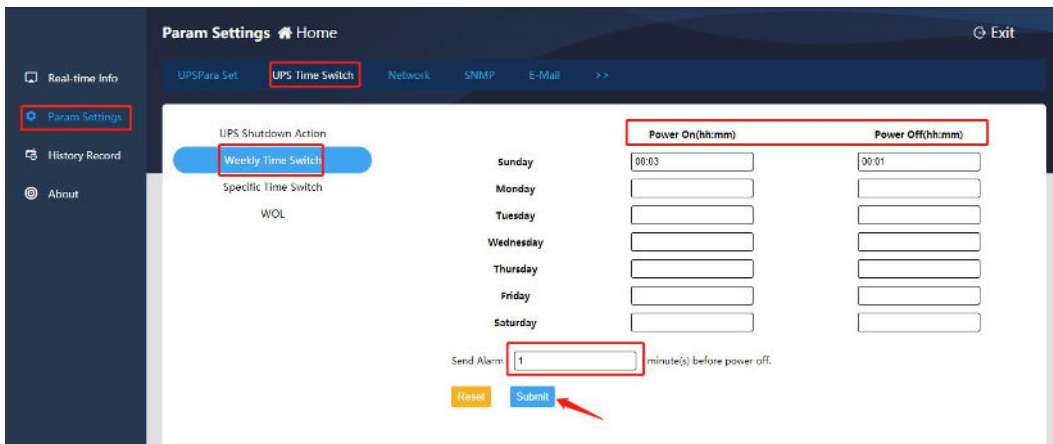 Param Settings Home
Exit
Real-time Info
Param Settings
History Record
About
UPSPara Set UPS Time Switch Network SNMP E-Mail >>
UPS Shutdown Action
Weekly Time Switch
Specific Time Switch
WOL
Power On(hh:mm) Power Off(hh:mm)
Sunday 00:03 00:01
Monday
Tuesday
Wednesday
Thursday
Friday
Saturday
Send Alarm 1 minute(s) before power off.
Reset Submit